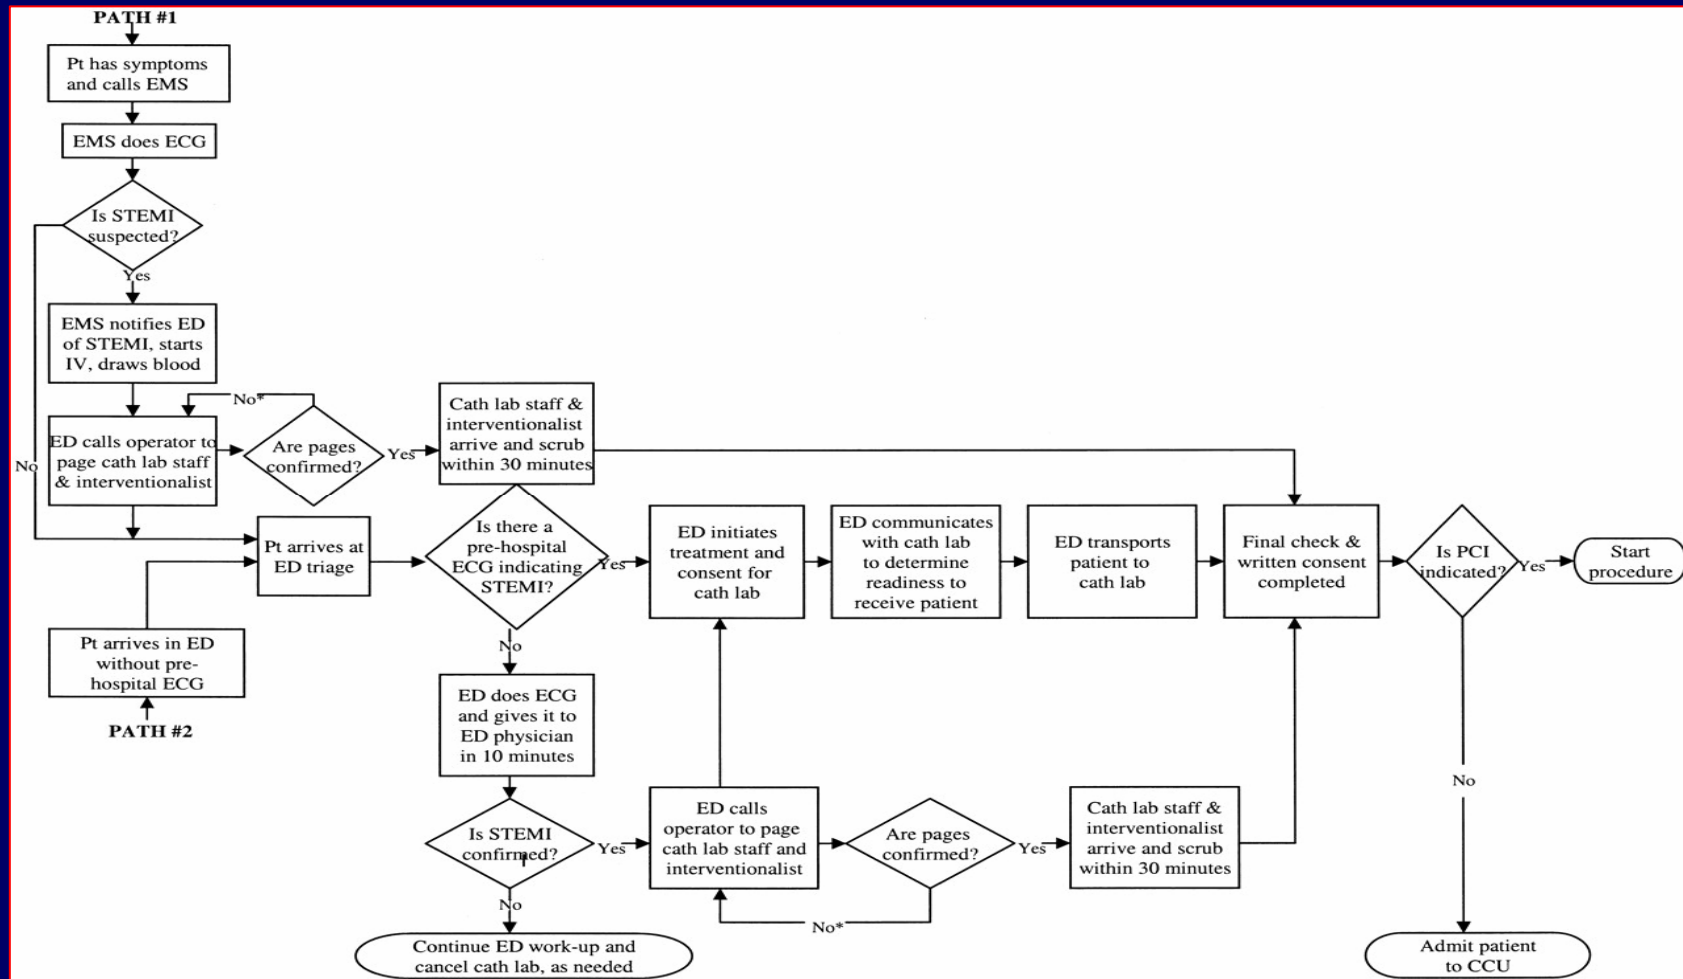 PATH #1
Pt has symptoms
and calls EMS
EMS does ECG
Is STEMI
suspected?
Yes
No
EMS notifies ED
of STEMI, starts
IV, draws blood
ED calls operator to
page cath lab staff
& interventionalist
No*
Are pages
confirmed?
Yes
Cath lab staff &
interventionalist
arrive and scrub
within 30 minutes
Pt arrives at
ED triage
Pt arrives in ED
without pre-
hospital ECG
PATH #2
Is there a
pre-hospital
ECG indicating
STEMI?
Yes
ED initiates
treatment and
consent for
cath lab
ED communicates
with cath lab
to determine
readiness to
receive patient
ED transports
patient to
cath lab
Final check &
written consent
completed
Is PCI
indicated?
Yes
Start
procedure
No
ED does ECG
and gives it to
ED physician
in 10 minutes
Is STEMI
confirmed?
Yes
ED calls
operator to page
cath lab staff and
interventionalist
Are pages
confirmed?
Yes
Cath lab staff &
interventionalist
arrive and scrub
within 30 minutes
No*
No
Continue ED work-up and
cancel cath lab, as needed
No
Admit patient
to CCU